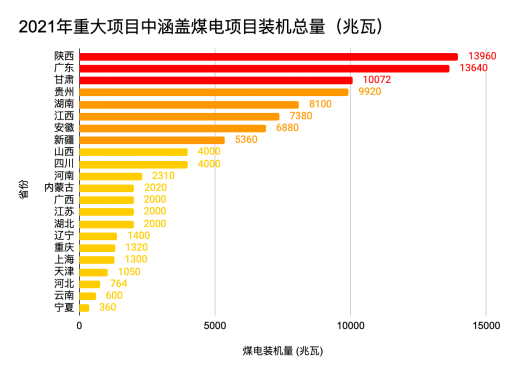 2021年重大项目中涵盖煤电项目装机总量（兆瓦）
陕西 13960
广东 13640
甘肃 10072
贵州 9920
湖南 8100
江西 7380
安徽 6880
新疆 5360
山西 4000
四川 4000
河南 2310
内蒙古 2020
广西 2000
江苏 2000
湖北 2000
辽宁 1400
重庆 1320
上海 1300
天津 1050
河北 764
云南 600
宁夏 360
省份
0 5000 10000 15000
煤电装机量 (兆瓦)